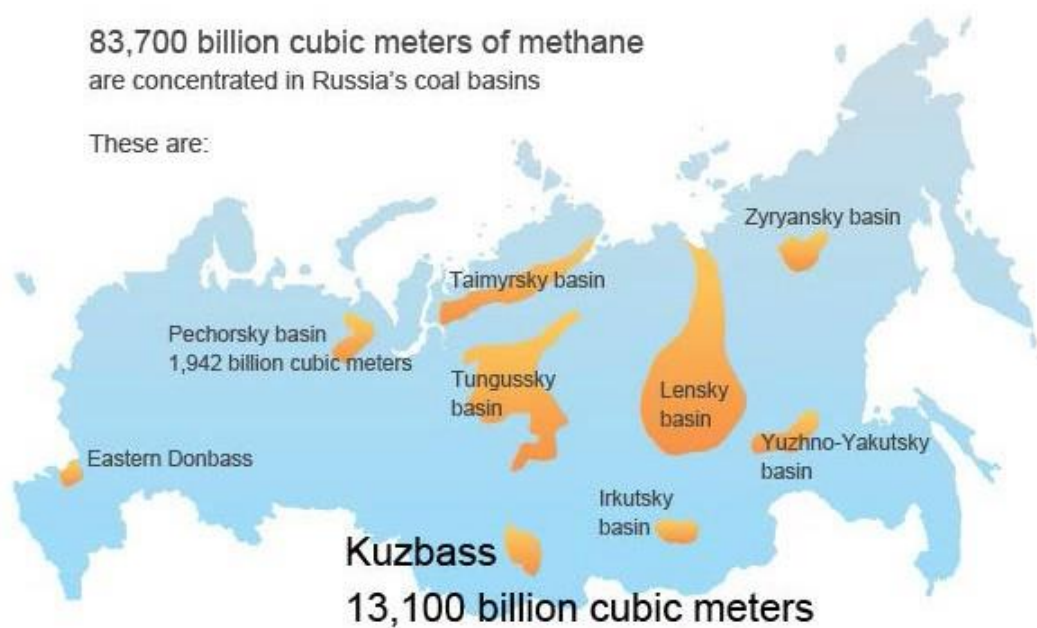 83,700 billion cubic meters of methane
are concentrated in Russia's coal basins
These are:
Zyryansky basin
Taimyrsky basin
Pechorsky basin
1,942 billion cubic meters
Tungussky
basin
Lensky
basin
Yuzhno-Yakutsky
basin
Eastern Donbass
Irkutsky
basin
Kuzbass
13,100 billion cubic meters